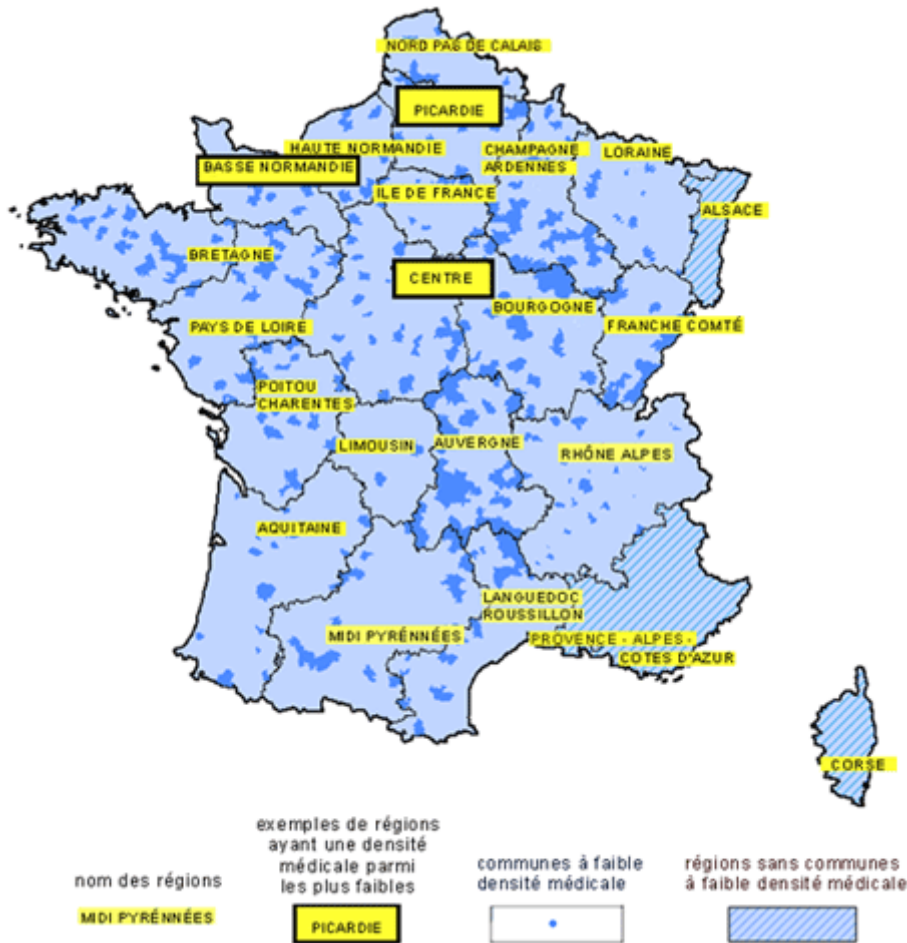 NORD PAS DE CALAIS
PICARDIE
HAUTE NORMANDIE
CHAMPAGNE
ARDENNES
LORAINE
BASSE NORMANDIE
ILE DE FRANCE
ALSACE
BRETAGNE
CENTRE
BOURGOGNE
PAYS DE LOIRE
FRANCHE COMTÉ
POITOU
CHARENTES
LIMOUSIN
AUVERGNE
RHÔNE ALPES
AQUITAINE
LANGUEDOC
ROUSSILLON
MIDI PYRÉNNÉES
PROVENCE - ALPES -
COTES D'AZUR
CORSE
nom des régions
MIDI PYRÉNNÉES
exemples de régions
ayant une densité
médicale parmi
les plus faibles
PICARDIE
communes à faible
densité médicale
régions sans communes
à faible densité médicale